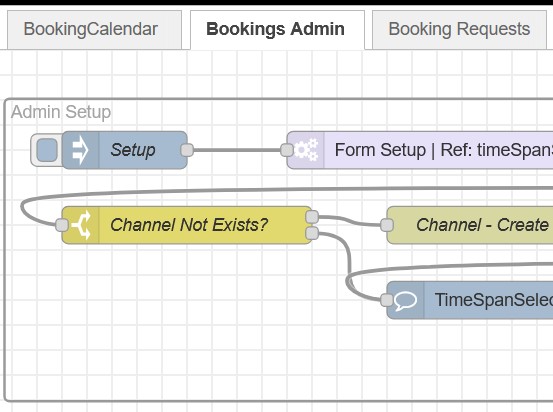 BookingCalendar
Bookings Admin
Booking Requests
Admin Setup
Setup
Form Setup | Ref: timeSpanS
Channel Not Exists?
Channel - Create
TimeSpanSelec